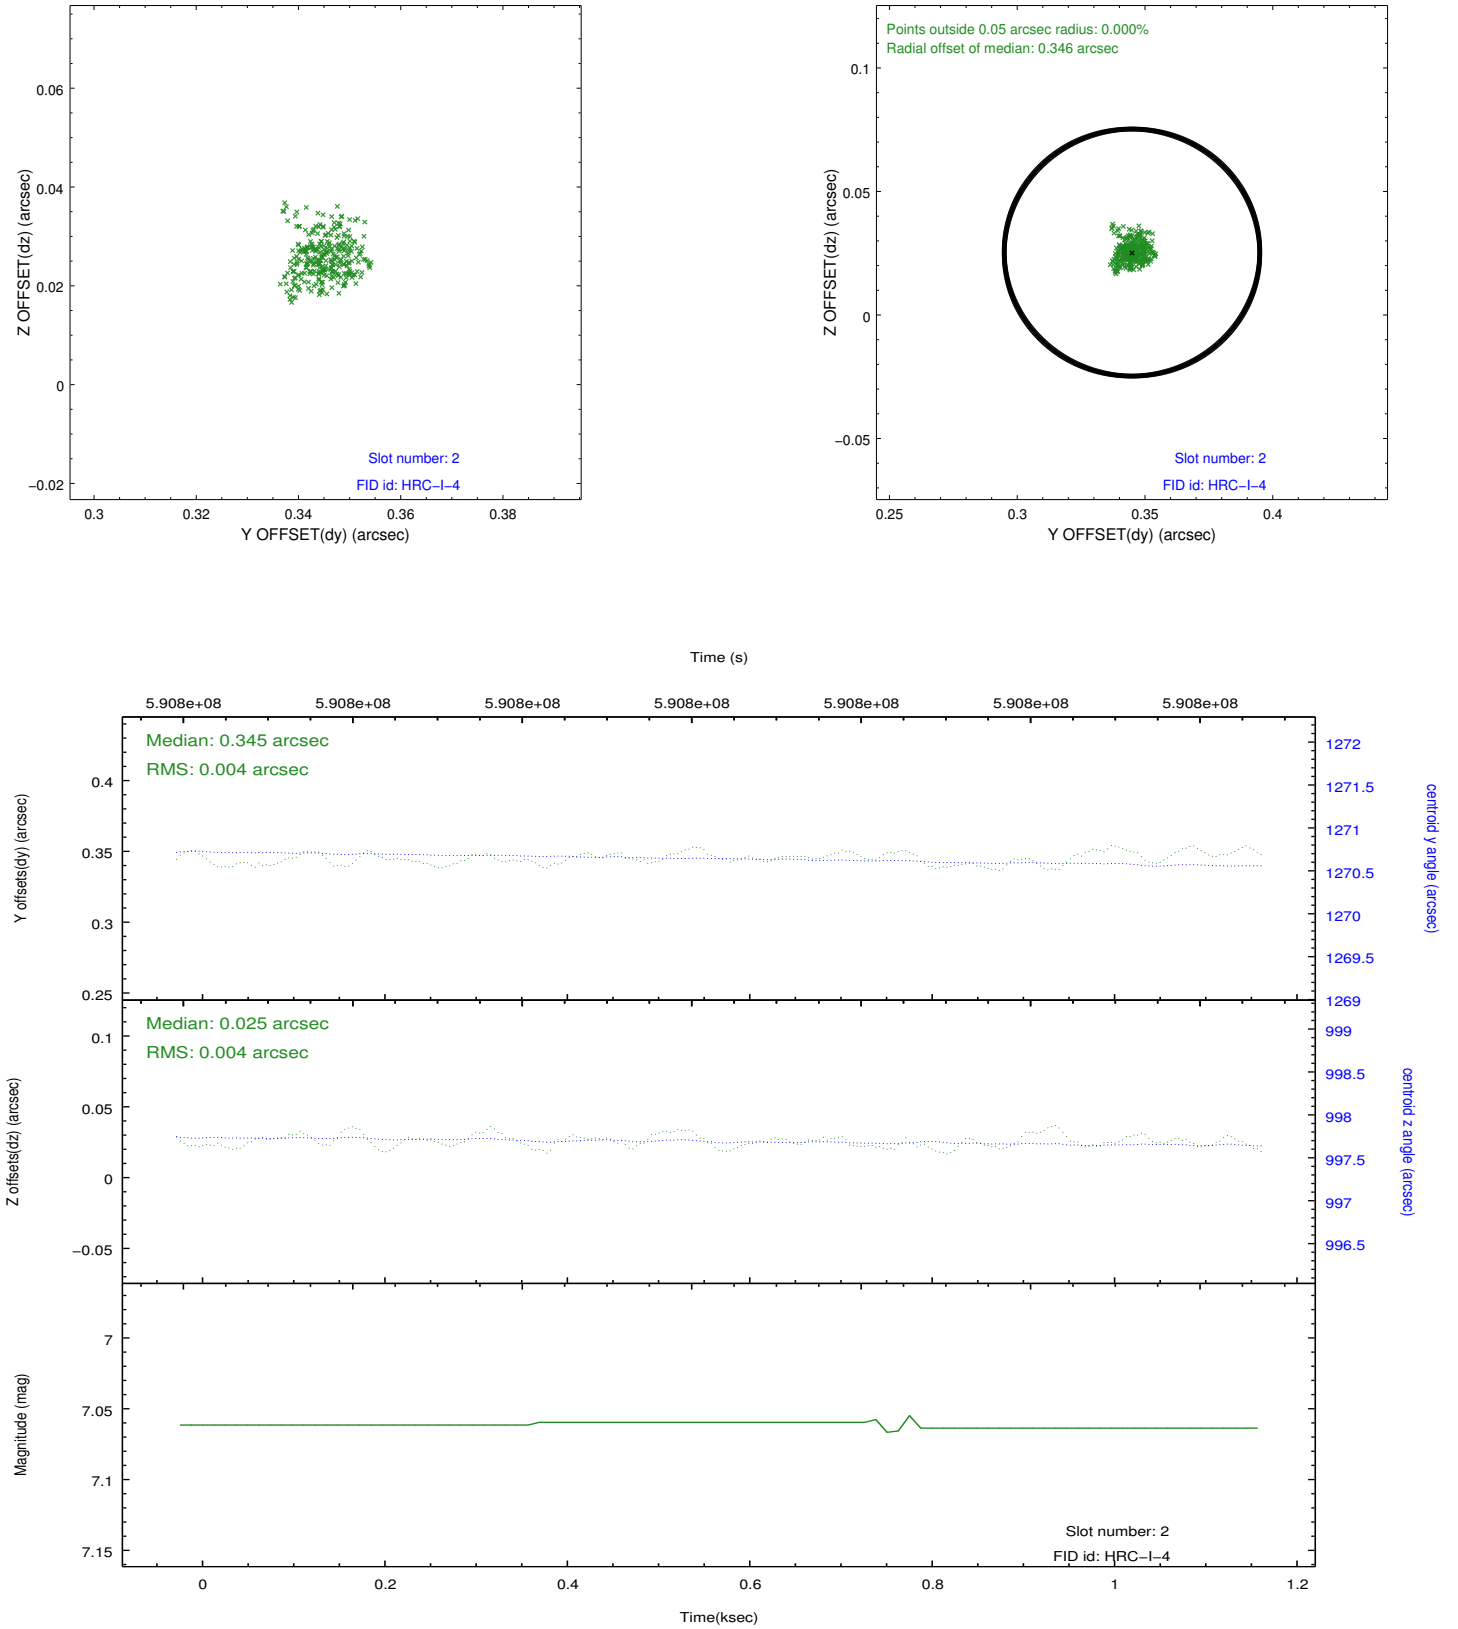 0.06
0.04
0.02
0
−0.02
Z OFFSET(dz) (arcsec)
Slot number: 2
FID id: HRC−I−4
0.3 0.32 0.34 0.36 0.38
Y OFFSET(dy) (arcsec)
Points outside 0.05 arcsec radius: 0.000%
Radial offset of median: 0.346 arcsec
0.1
0.05
0
−0.05
Z OFFSET(dz) (arcsec)
Slot number: 2
FID id: HRC−I−4
0.25 0.3 0.35 0.4
Y OFFSET(dy) (arcsec)
Time (s)
5.908e+08 5.908e+08 5.908e+08 5.908e+08 5.908e+08 5.908e+08 5.908e+08
Median: 0.345 arcsec
RMS: 0.004 arcsec
0.4
0.35
0.3
0.25
Y offsets(dy) (arcsec)
1272
1271.5
1271
1270.5
1270
1269.5
1269
centroid y angle (arcsec)
Median: 0.025 arcsec
RMS: 0.004 arcsec
0.1
0.05
0
−0.05
Z offsets(dz) (arcsec)
999
998.5
998
997.5
997
996.5
centroid z angle (arcsec)
7
7.05
7.1
7.15
Magnitude (mag)
Slot number: 2
FID id: HRC−I−4
0 0.2 0.4 0.6 0.8 1 1.2
Time(ksec)